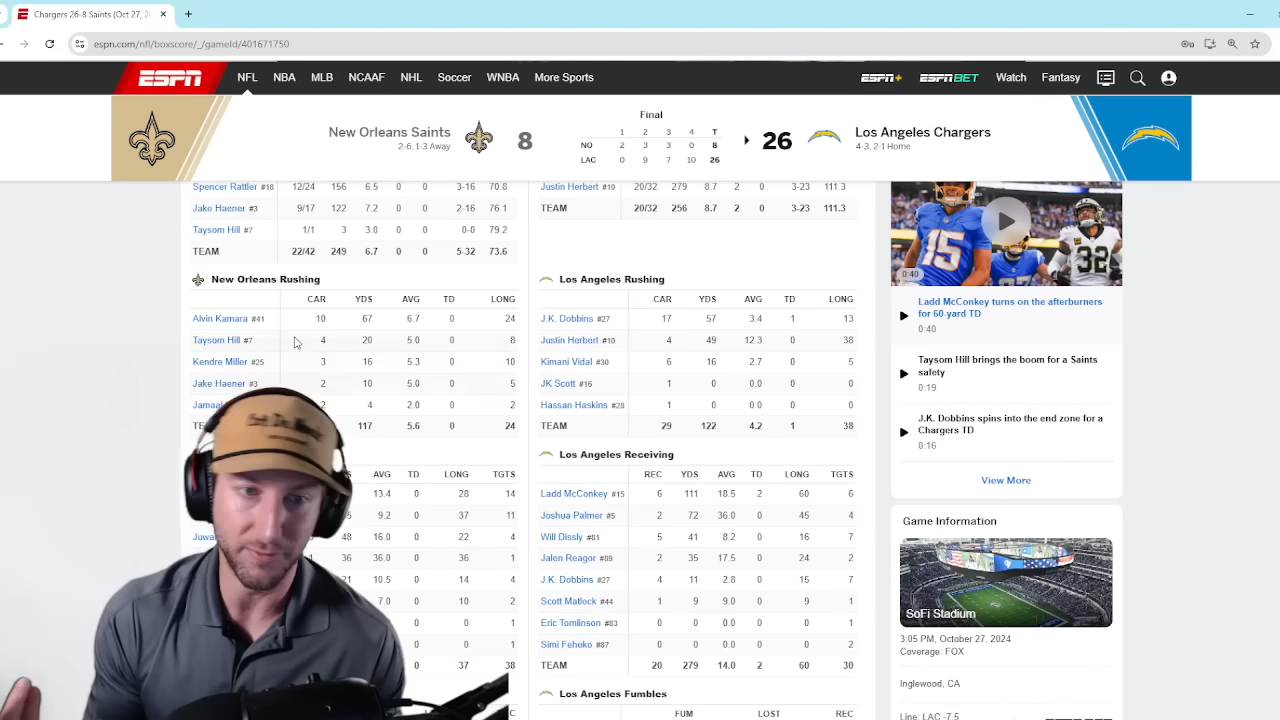 Chargers 26-8 Saints (Oct 27, 2
espn.com/nfl/boxscore/_/gameId/401671750
ESPN NFL NBA MLB NCAAF NHL Soccer WNBA More Sports ESPN+ ESPN BET Watch Fantasy
Final
New Orleans Saints 8 1 2 3 4 T 26 Los Angeles Chargers
2-6, 1-3 Away NO 2 3 3 0 8 4-3, 2-1 Home
LAC 0 9 7 10 26
Spencer Rattler #18 12/24 156 6.5 0 0 3-16 70.8
Jake Haener #3 9/17 122 7.2 0 0 2-16 76.1
Taysom Hill #7 1/1 3 3.0 0 0 0-0 79.2
TEAM 22/42 249 6.7 0 0 5-32 73.6
Justin Herbert #10 20/32 279 8.7 2 0 3-23 111.3
TEAM 20/32 256 8.7 2 0 3-23 111.3
New Orleans Rushing
CAR YDS AVG TD LONG
Alvin Kamara #41 10 67 6.7 0 24
Taysom Hill #7 4 20 5.0 0 8
Kendre Miller #25 3 16 5.3 0 10
Jake Haener #3 2 10 5.0 0 5
Jamaal 2 4 2.0 0 2
117 5.6 0 24
Los Angeles Rushing
CAR YDS AVG TD LONG
J.K. Dobbins #27 17 57 3.4 1 13
Justin Herbert #10 4 49 12.3 0 38
Kimani Vidal #30 6 16 2.7 0 5
JK Scott #16 1 0 0.0 0 0
Hassan Haskins #28 1 0 0.0 0 0
TEAM 29 122 4.2 1 38
AVG TD LONG TGTS
13.4 0 28 14
9.2 0 37 11
Juwa 48 16.0 0 22 4
1 36 36.0 0 36 1
21 10.5 0 14 4
7.0 0 10 2
0 0 1
0 0 1
0 37 38
Los Angeles Receiving
REC YDS AVG TD LONG TGTS
Ladd McConkey #15 6 111 18.5 2 60 6
Joshua Palmer #5 2 72 36.0 0 45 4
Will Dissly #81 5 41 8.2 0 16 7
Jalen Reagor #89 2 35 17.5 0 24 2
J.K. Dobbins #27 4 11 2.8 0 15 7
Scott Matlock #44 1 9 9.0 0 9 1
Eric Tomlinson #83 0 0 0.0 0 0 1
Simi Fehoko #87 0 0 0.0 0 0 2
TEAM 20 279 14.0 2 60 30
Los Angeles Fumbles
FUM LOST REC
15
32
0:40
Ladd McConkey turns on the afterburners
for 60-yard TD
0:40
Taysom Hill brings the boom for a Saints
safety
0:19
J.K. Dobbins spins into the end zone for a
Chargers TD
0:16
View More
Game Information
SoFi Stadium
3:05 PM, October 27, 2024
Coverage: FOX
Inglewood, CA
Line: LAC -7.5